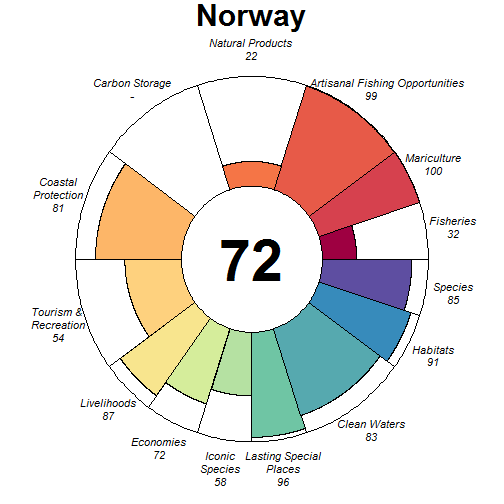 Norway
Natural Products
22
Carbon Storage
-
Artisanal Fishing Opportunities
99
Mariculture
100
Coastal
Protection
81
Fisheries
32
72
Species
85
Tourism &
Recreation
54
Habitats
91
Livelihoods
87
Clean Waters
83
Economies
72
Iconic
Species
58
Lasting Special
Places
96